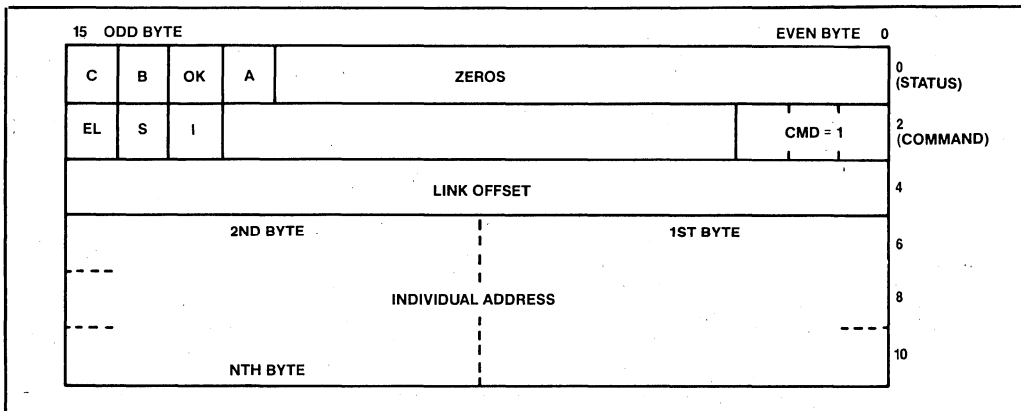 15 ODD BYTE EVEN BYTE 0
C B OK A ZEROS 0
(STATUS)
EL S I CMD = 1 2
(COMMAND)
LINK OFFSET 4
2ND BYTE 1ST BYTE 6
INDIVIDUAL ADDRESS 8
10
NTH BYTE